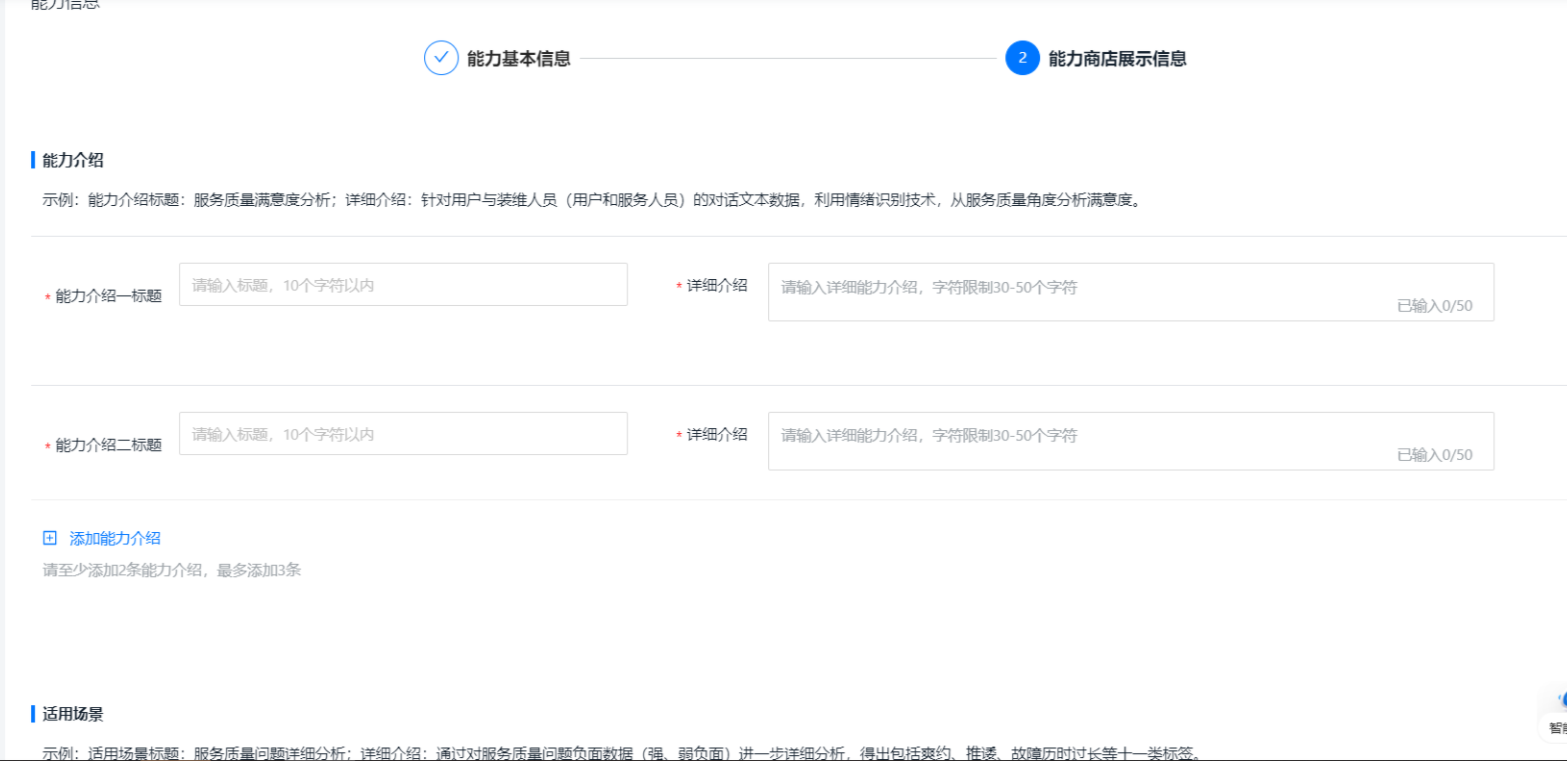 能力信息
能力基本信息
2 能力商店展示信息
能力介绍
示例：能力介绍标题：服务质量满意度分析；详细介绍：针对用户与装维人员（用户和服务人员）的对话文本数据，利用情绪识别技术，从服务质量角度分析满意度。
* 能力介绍一标题 请输入标题，10个字符以内 * 详细介绍 请输入详细能力介绍，字符限制30-50个字符
已输入0/50
* 能力介绍二标题 请输入标题，10个字符以内 * 详细介绍 请输入详细能力介绍，字符限制30-50个字符
已输入0/50
添加能力介绍
请至少添加2条能力介绍，最多添加3条
适用场景
智能
示例：适用场景标题：服务质量问题详细分析；详细介绍：通过对服务质量问题负面数据（强、弱负面）进一步详细分析，得出包括爽约、推诿、故障历时过长等十一类标签。